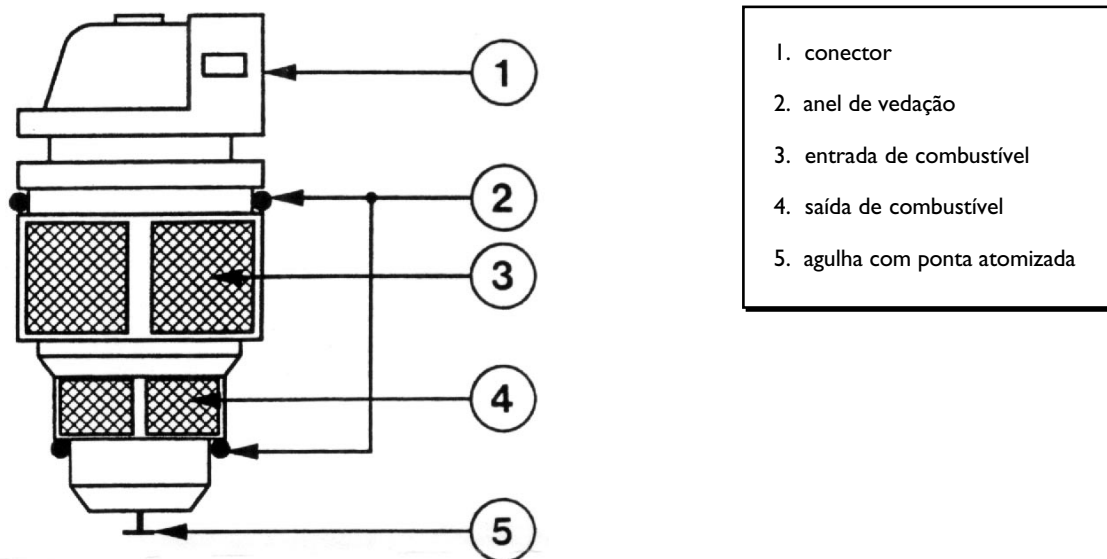 1
2
3
4
5
1. conector
2. anel de vedação
3. entrada de combustível
4. saída de combustível
5. agulha com ponta atomizada